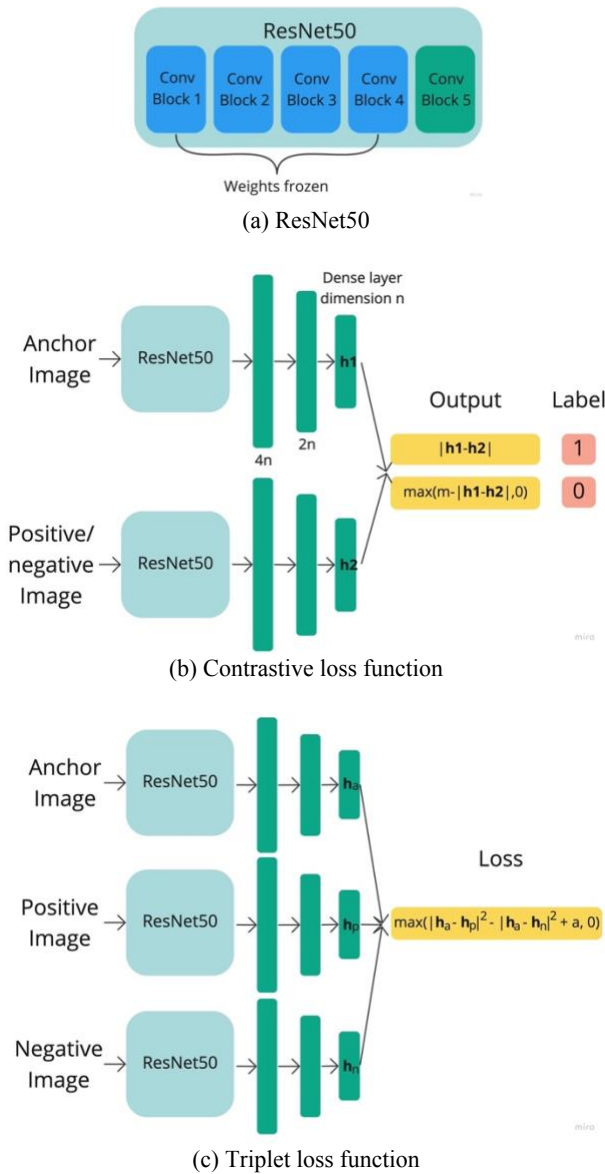 ResNet50
Conv Block 1
Conv Block 2
Conv Block 3
Conv Block 4
Conv Block 5
Weights frozen
miro
(a) ResNet50
Dense layer
dimension n
Anchor
Image
ResNet50
h1
4n
2n
Output
Label
|h1-h2|
1
max(m-|h1-h2|,0)
0
Positive/
negative
Image
ResNet50
h2
miro
(b) Contrastive loss function
Anchor
Image
ResNet50
ha
Loss
Positive
Image
ResNet50
hp
max(|ha - hp|² - |ha - hn|² + a, 0)
Negative
Image
ResNet50
hn
miro
(c) Triplet loss function